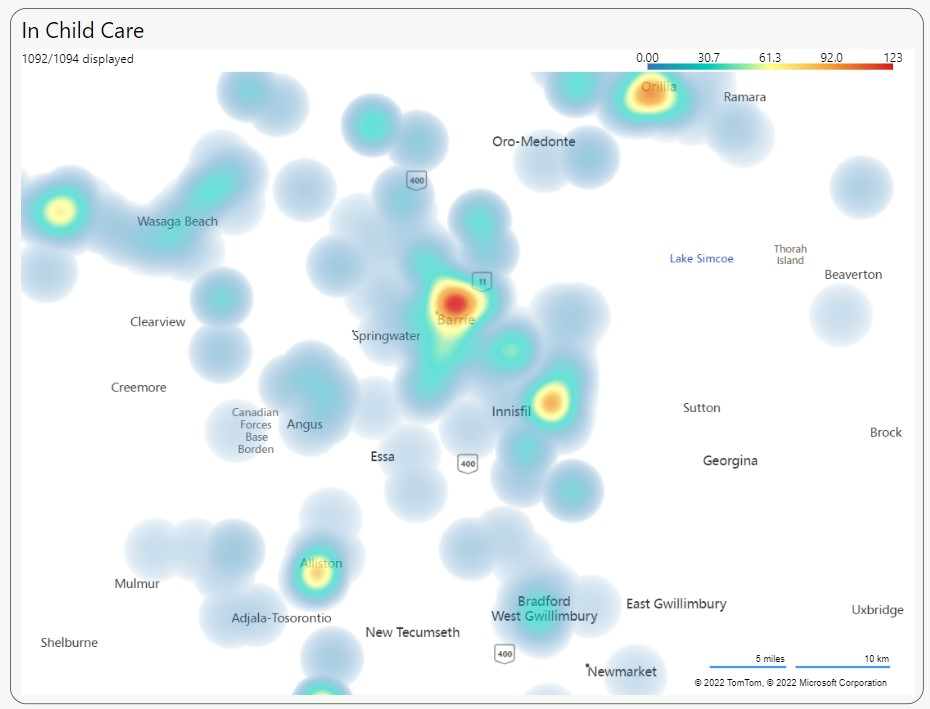 In Child Care
1092/1094 displayed
0.00 30.7 61.3 92.0 123
Orillia
Ramara
Oro-Medonte
400
Wasaga Beach
Lake Simcoe
Thorah
Island
Beaverton
11
Clearview
Barrie
Springwater
Creemore
Innisfil
Sutton
Canadian
Forces
Base
Borden
Angus
Brock
Essa
400
Georgina
Alliston
Mulmur
Bradford
West Gwillimbury
East Gwillimbury
Adjala-Tosorontio
Uxbridge
New Tecumseth
Shelburne
400
5 miles 10 km
Newmarket
© 2022 TomTom, © 2022 Microsoft Corporation